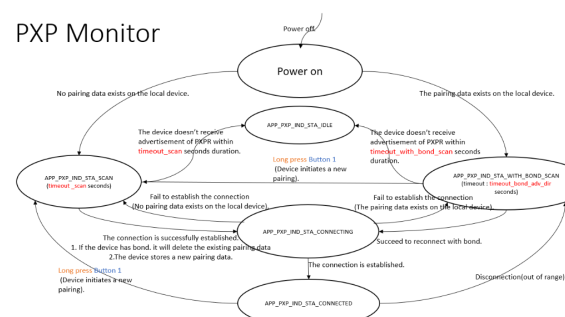 PXP Monitor
Power off
Power on
No pairing data exists on the local device.
The pairing data exists on the local device.
APP_PXP_IND_STA_IDLE
The device doesn't receive
advertisement of PXPR within
timeout_scan seconds duration.
The device doesn't receive
advertisement of PXPR within
timeout_with_bond_scan seconds
duration.
Long press Button 1
(Device initiates a new
pairing).
APP_PXP_IND_STA_SCAN
(timeout _scan seconds)
APP_PXP_IND_STA_WITH_BOND_SCAN
(timeout : timeout_bond_adv_dir
seconds)
Fail to establish the connection
(No pairing data exists on the local device).
Fail to establish the connection
(The pairing data exists on the local device).
APP_PXP_IND_STA_CONNECTING
The connection is successfully established.
1. If the device has bond. it will delete the existing pairing data
2.The device stores a new pairing data.
Succeed to reconnect with bond.
The connection is established.
Long press Button 1
(Device initiates a new
pairing).
Disconnection(out of range)
APP_PXP_IND_STA_CONNECTED